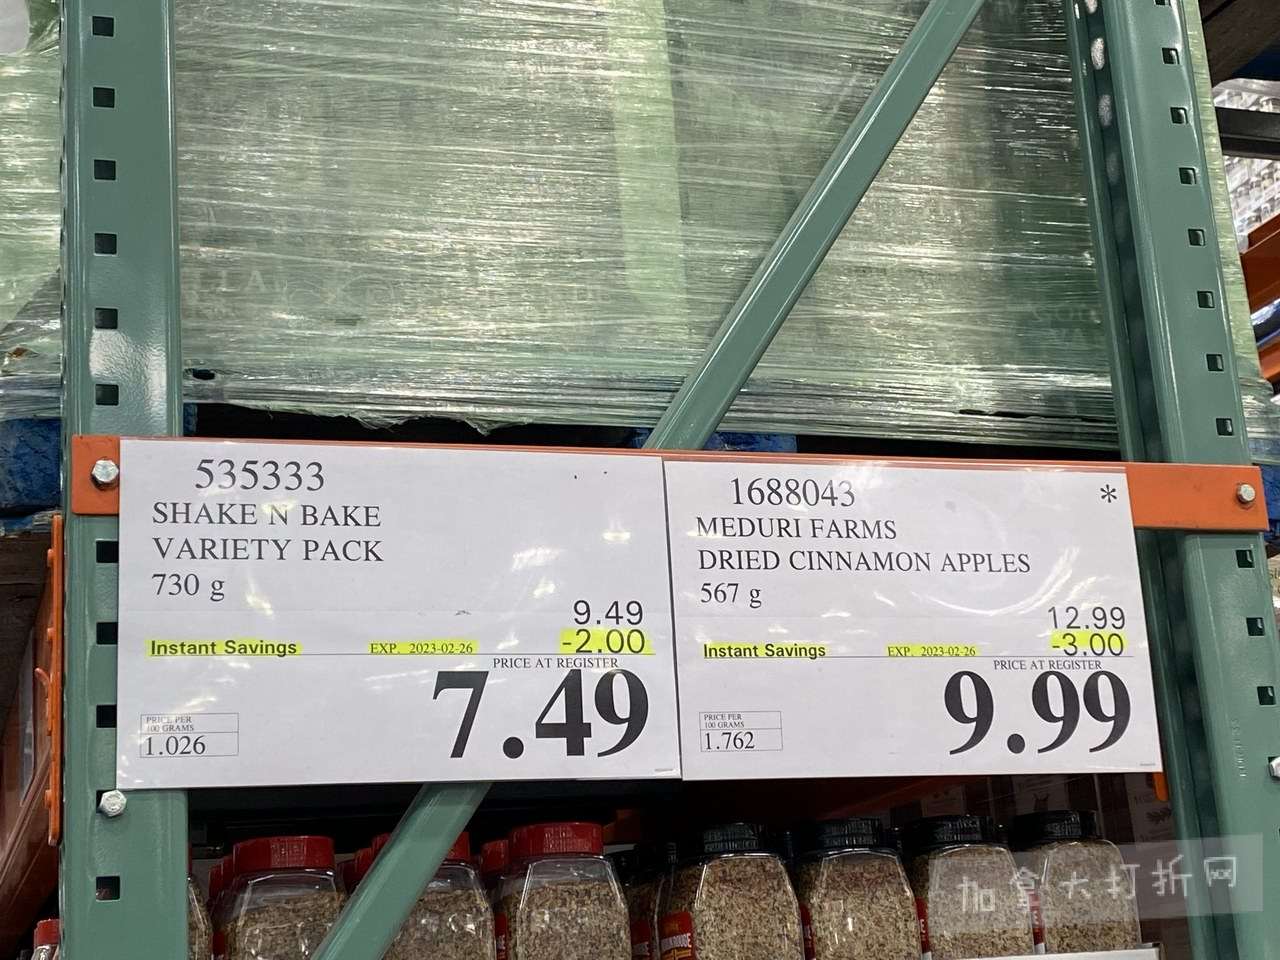 535333
SHAKE N BAKE
VARIETY PACK
730 g
9.49
Instant Savings EXP. 2023-02-26 -2.00
PRICE AT REGISTER
7.49
PRICE PER
100 GRAMS
1.026
1688043 *
MEDURI FARMS
DRIED CINNAMON APPLES
567 g
12.99
Instant Savings EXP. 2023-02-26 -3.00
PRICE AT REGISTER
9.99
PRICE PER
100 GRAMS
1.762
加拿大打折网